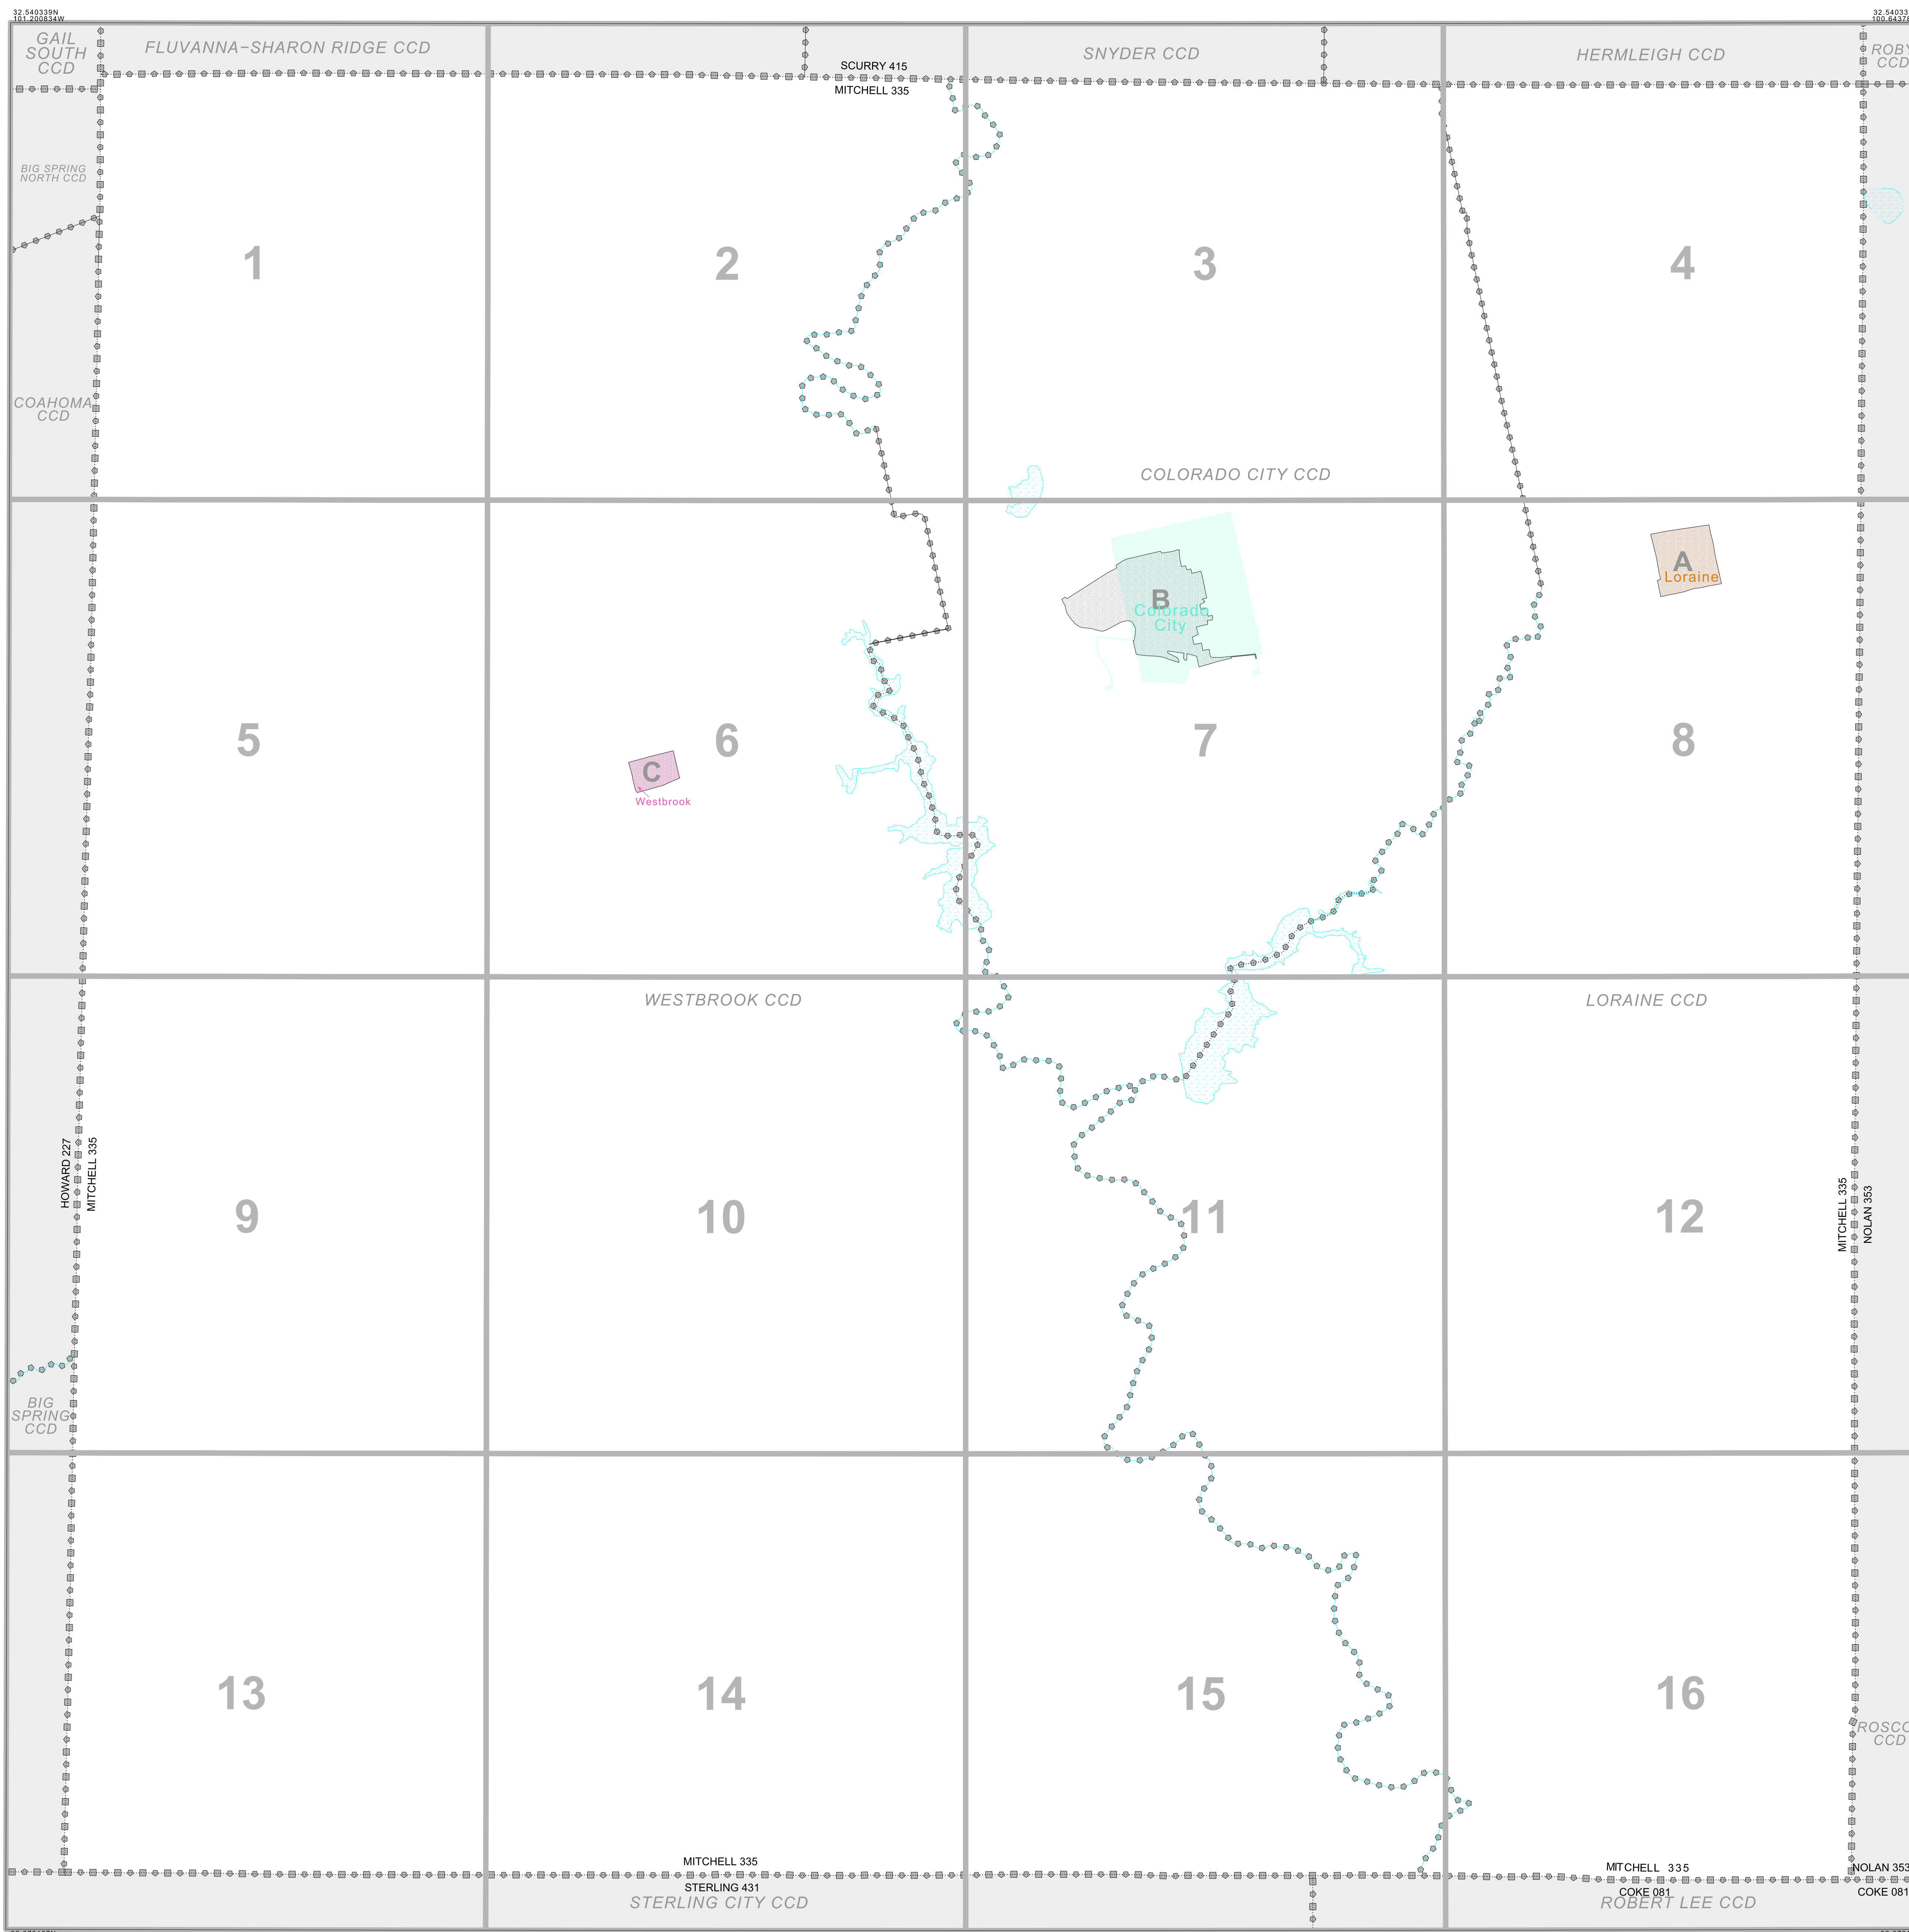 32.540339N
101.200834W
GAIL
SOUTH
CCD
FLUVANNA-SHARON RIDGE CCD
SCURRY 415
MITCHELL 335
SNYDER CCD
HERMLEIGH CCD
BIG SPRING
NORTH CCD
1
2
3
4
COAHOMA
CCD
COLORADO CITY CCD
A
Loraine
B
Colorado
City
5
6
7
8
C
Westbrook
WESTBROOK CCD
LORAINE CCD
HOWARD 227
MITCHELL 335
9
10
11
12
MITCHELL 335
NOLAN 353
BIG
SPRING
CCD
13
14
15
16
CCD
MITCHELL 335
STERLING 431
STERLING CITY CCD
MITCHELL 335
COKE 081
ROBERT LEE CCD
NOLAN 353
COKE 081